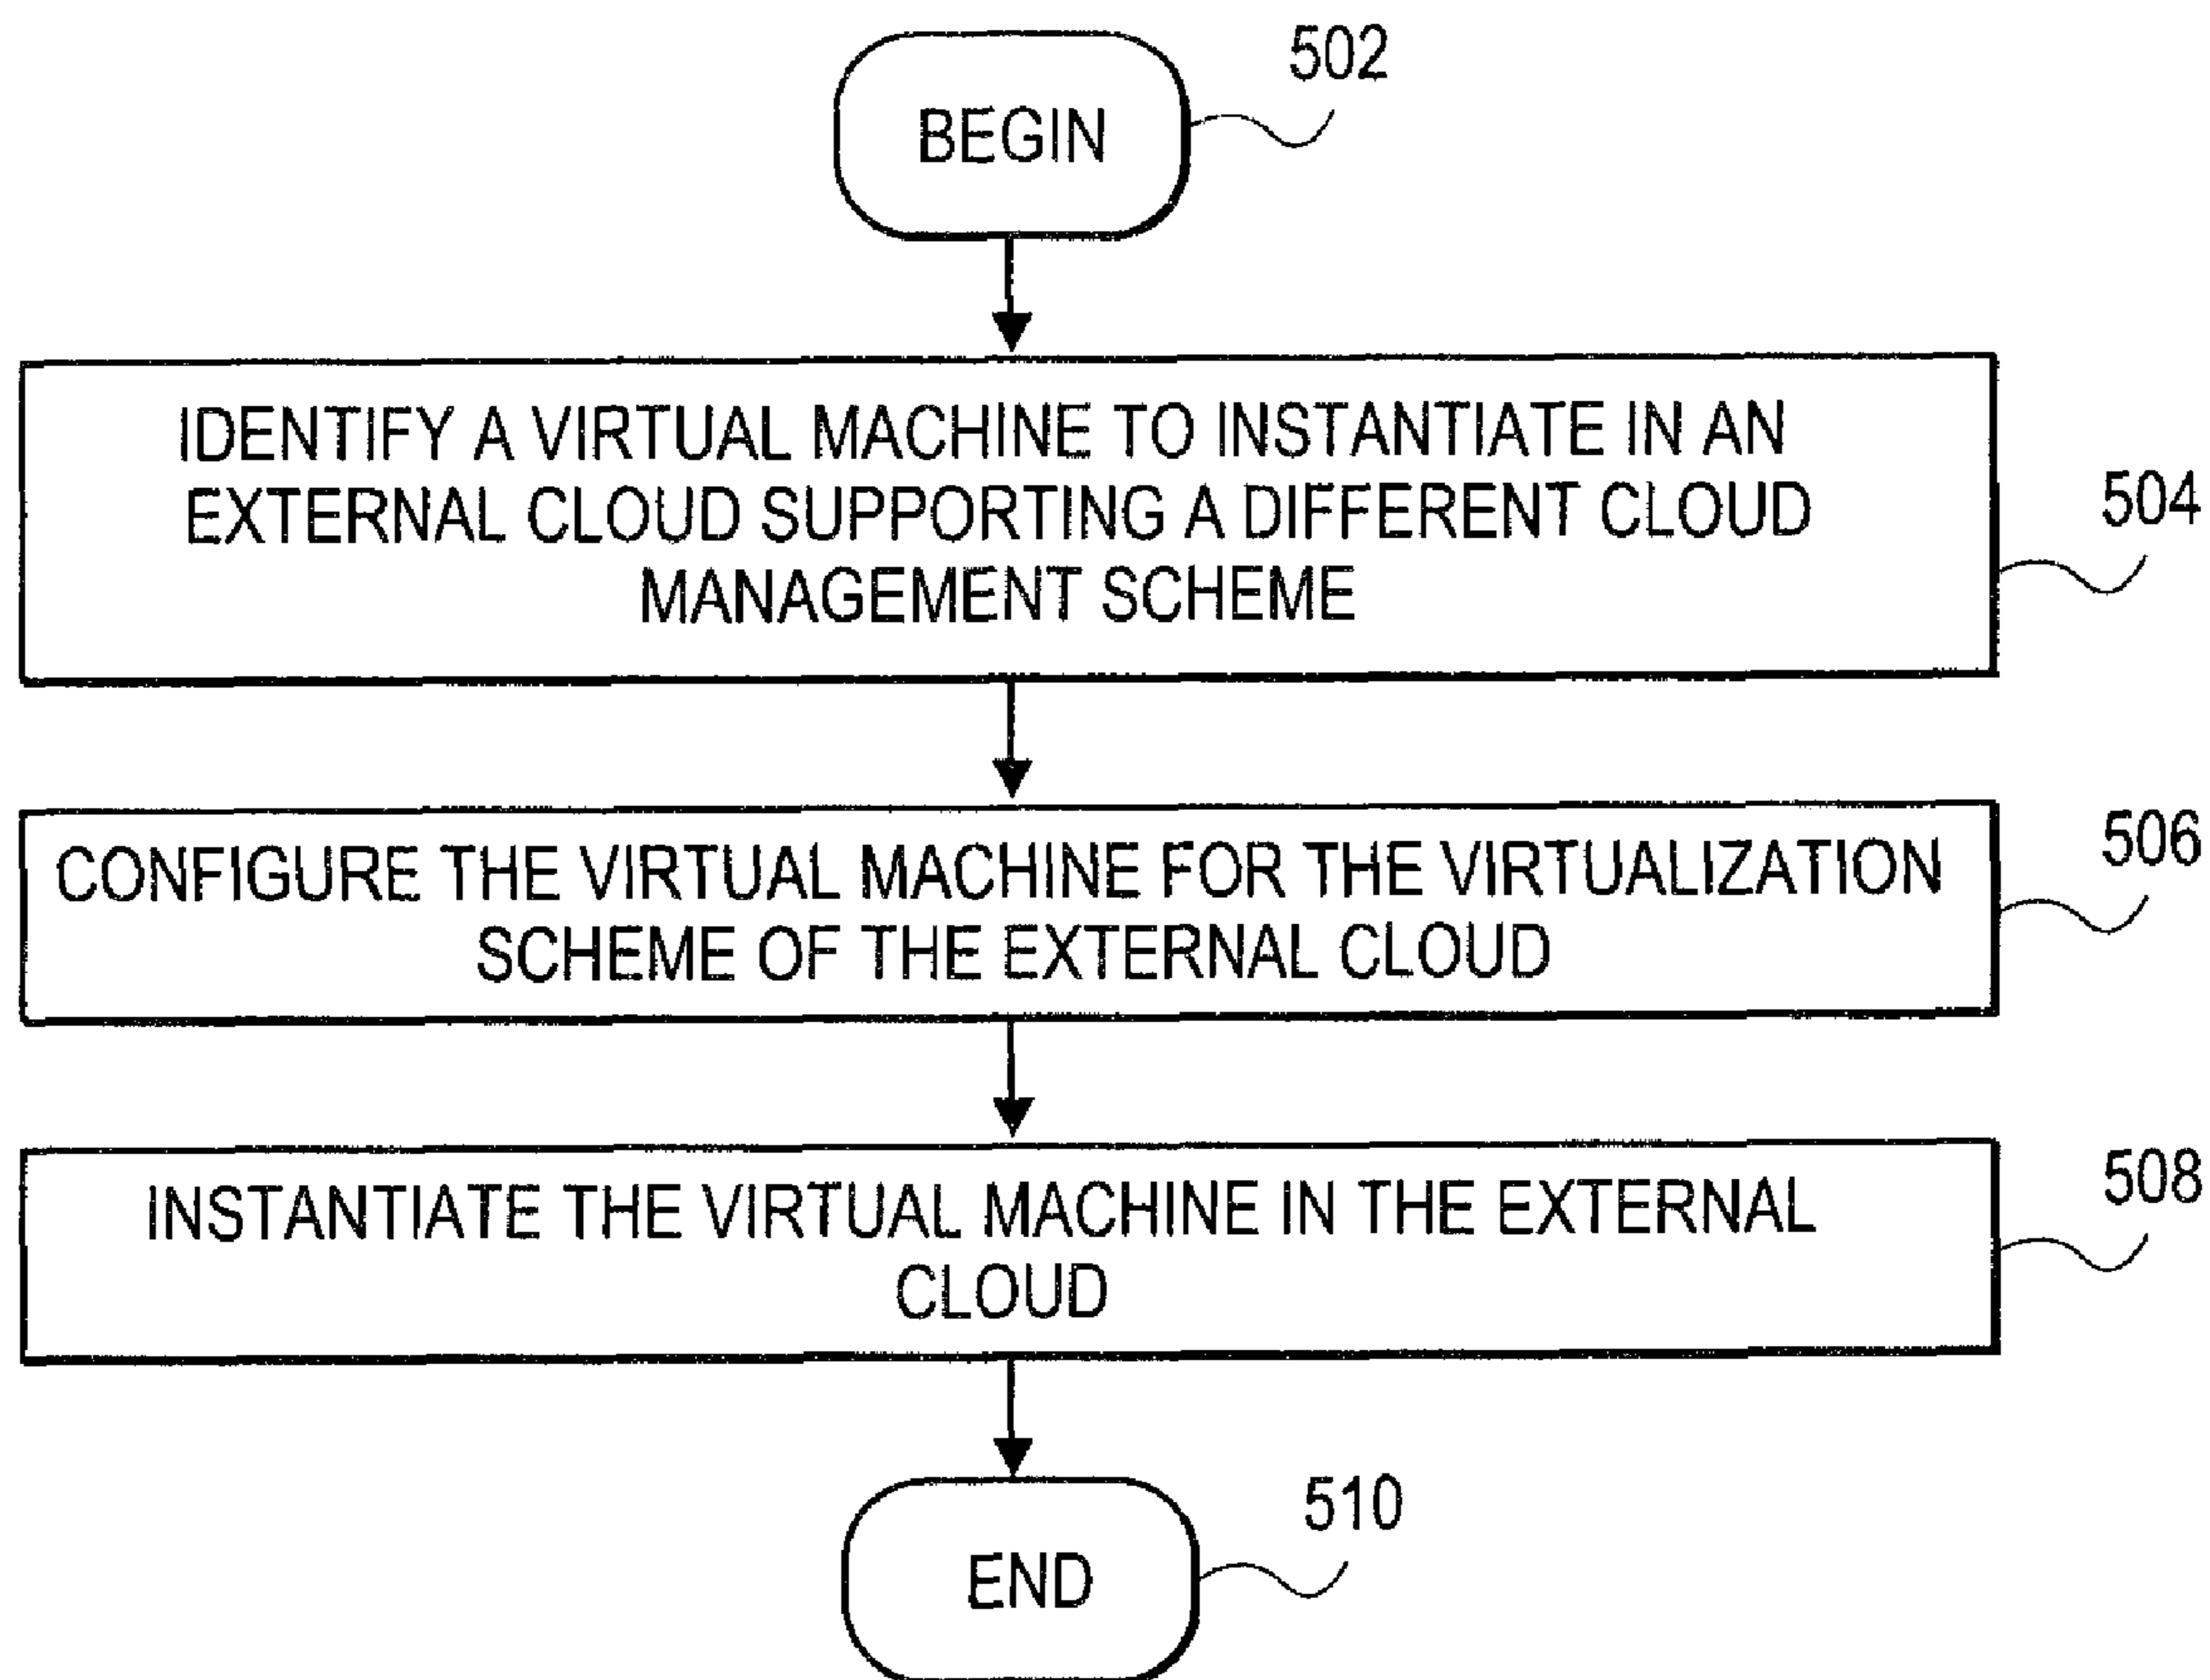 502
BEGIN
IDENTIFY A VIRTUAL MACHINE TO INSTANTIATE IN AN
EXTERNAL CLOUD SUPPORTING A DIFFERENT CLOUD
MANAGEMENT SCHEME
504
CONFIGURE THE VIRTUAL MACHINE FOR THE VIRTUALIZATION
SCHEME OF THE EXTERNAL CLOUD
506
INSTANTIATE THE VIRTUAL MACHINE IN THE EXTERNAL
CLOUD
508
510
END